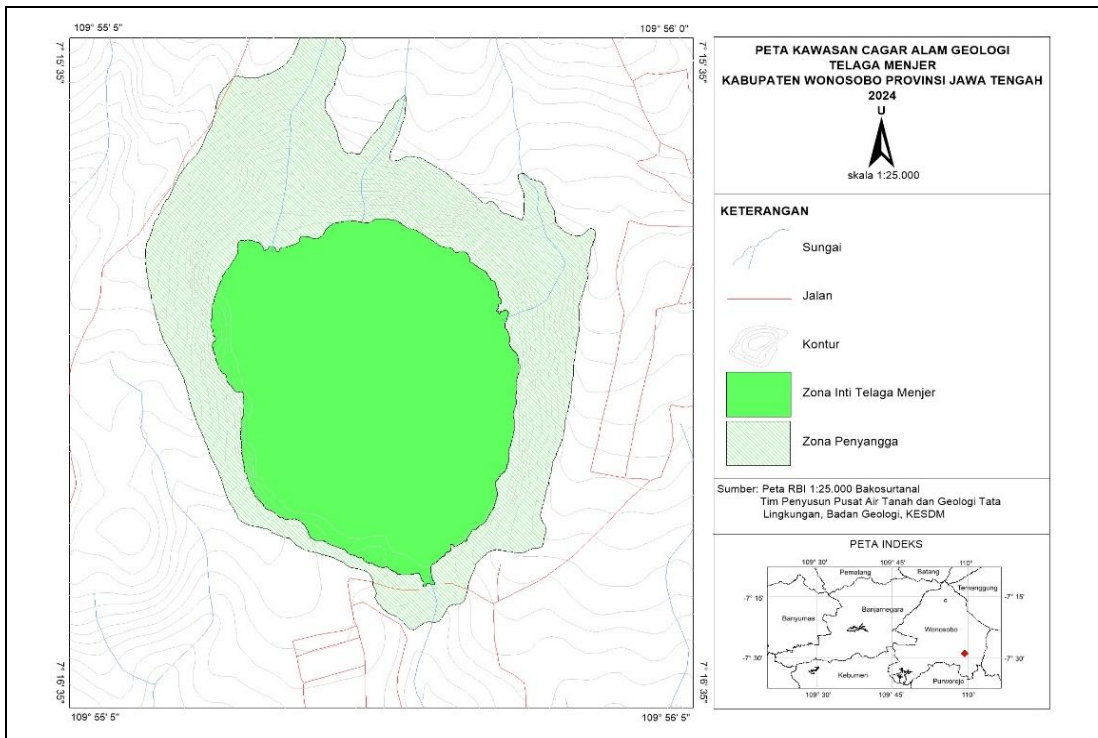 109° 55' 5"
109° 56' 0"
7° 15' 35"
7° 15' 35"
7° 16' 35"
7° 16' 35"
109° 55' 5"
109° 56' 5"
PETA KAWASAN CAGAR ALAM GEOLOGI
TELAGA MENJER
KABUPATEN WONOSOBO PROVINSI JAWA TENGAH
2024
U
skala 1:25.000
KETERANGAN
Sungai
Jalan
Kontur
Zona Inti Telaga Menjer
Zona Penyangga
Sumber: Peta RBI 1:25.000 Bakosurtanal
Tim Penyusun Pusat Air Tanah dan Geologi Tata
Lingkungan, Badan Geologi, KESDM
PETA INDEKS
109° 30'
109° 45'
110°
Pemalang
Batang
Temanggung
-7° 15'
-7° 15'
Banyumas
Banjarnegara
Wonosobo
-7° 30'
-7° 30'
Kebumen
Purworejo
109° 30'
109° 45'
110°